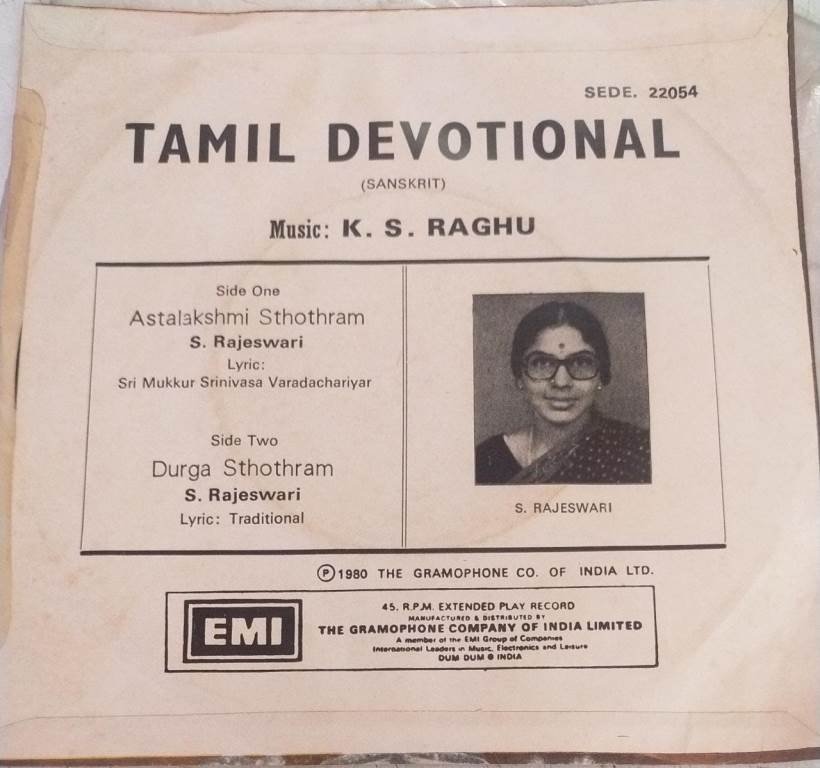 SEDE. 22054
TAMIL DEVOTIONAL
(SANSKRIT)
Music: K. S. RAGHU
Side One
Astalakshmi Sthothram
S. Rajeswari
Lyric:
Sri Mukkur Srinivasa Varadachariyar
Side Two
Durga Sthothram
S. Rajeswari
Lyric: Traditional
S. RAJESWARI
Ⓟ1980 THE GRAMOPHONE CO. OF INDIA LTD.
EMI
45. R.P.M. EXTENDED PLAY RECORD
MANUFACTURED & DISTRIBUTED BY
THE GRAMOPHONE COMPANY OF INDIA LIMITED
A member of the EMI Group of Companies
International Leaders in Music, Electronics and Leisure
DUM DUM ● INDIA